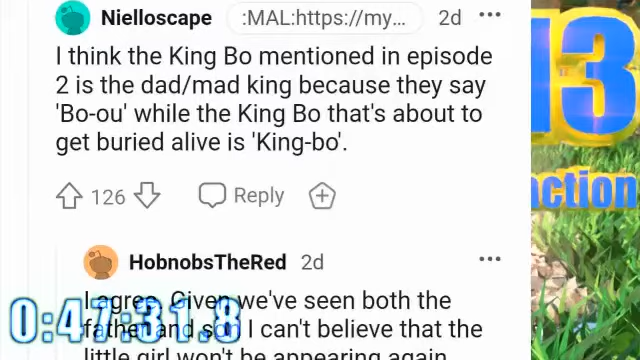 Nielloscape :MAL:https://my... 2d
I think the King Bo mentioned in episode
2 is the dad/mad king because they say
'Bo-ou' while the King Bo that's about to
get buried alive is 'King-bo'.
126 Reply
HobnobsTheRed 2d
I agree. Given we've seen both the
father and son I can't believe that the
little girl won't be appearing again
0:47:31.8
13
action